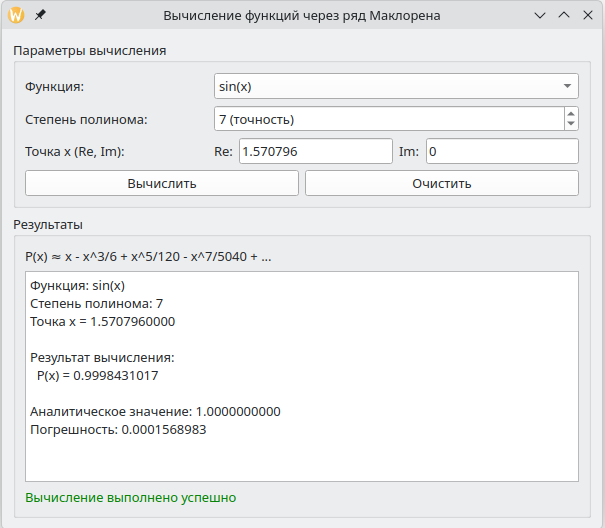 W Вычисление функций через ряд Маклорена
Параметры вычисления
Функция: sin(x)
Степень полинома: 7 (точность)
Точка x (Re, Im): Re: 1.570796 Im: 0
Вычислить Очистить
Результаты
P(x) ≈ x - x^3/6 + x^5/120 - x^7/5040 + ...
Функция: sin(x)
Степень полинома: 7
Точка x = 1.5707960000
Результат вычисления:
P(x) = 0.9998431017
Аналитическое значение: 1.0000000000
Погрешность: 0.0001568983
Вычисление выполнено успешно